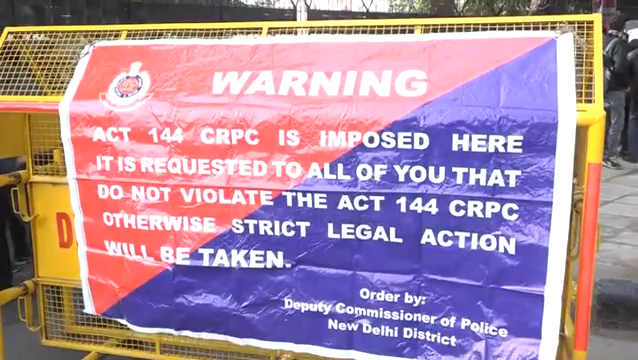 WARNING
ACT 144 CRPC IS IMPOSED HERE
IT IS REQUESTED TO ALL OF YOU THAT
DO NOT VIOLATE THE ACT 144 CRPC
OTHERWISE STRICT LEGAL ACTION
WILL BE TAKEN.
Order by:
Deputy Commissioner of Police
New Delhi District